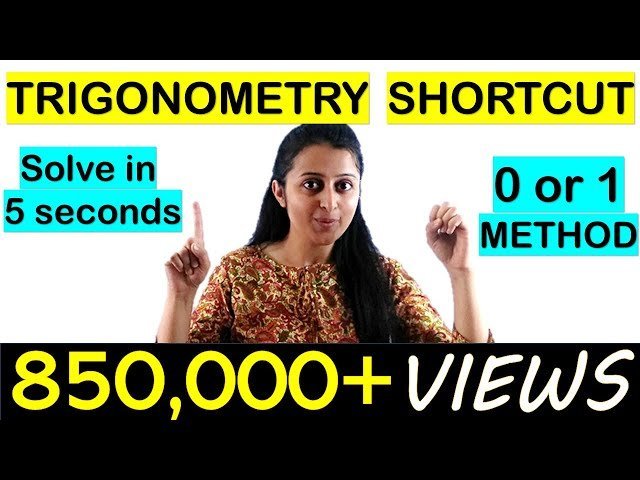 TRIGONOMETRY SHORTCUT
Solve in
5 seconds
0 or 1
METHOD
850,000+ VIEWS